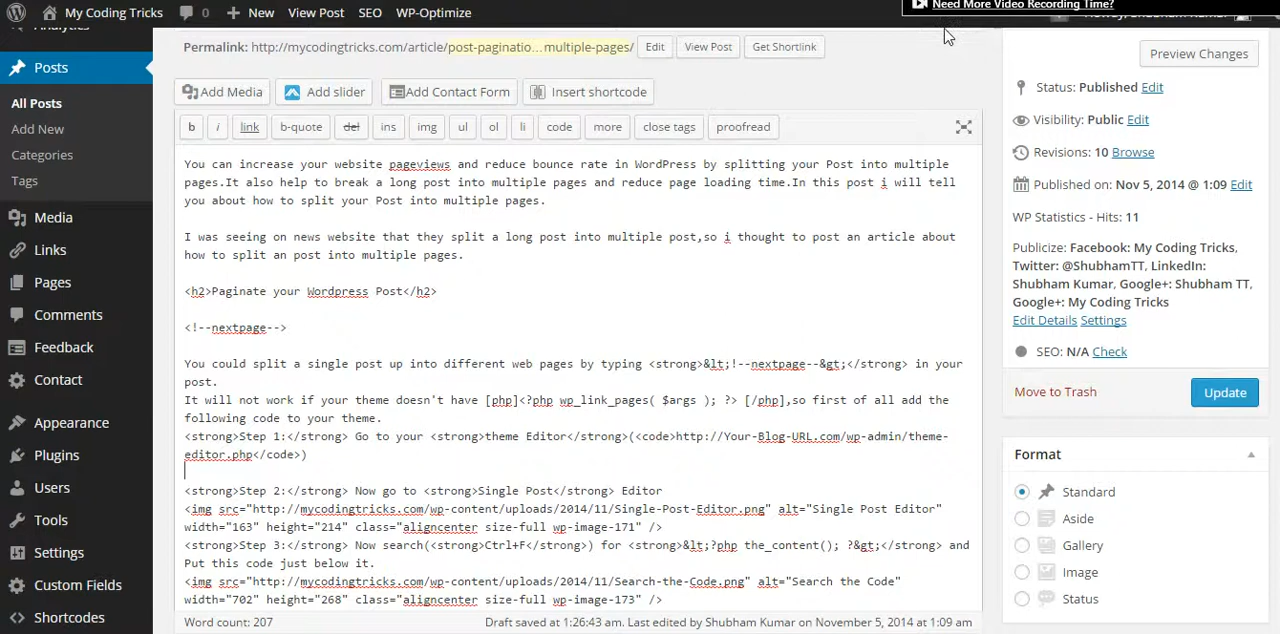 My Coding Tricks 0 New View Post SEO WP-Optimize
Need More Video Recording Time?
Posts
All Posts
Add New
Categories
Tags
Media
Links
Pages
Comments
Feedback
Contact
Appearance
Plugins
Users
Tools
Settings
Custom Fields
Shortcodes
Permalink: http://mycodingtricks.com/article/post-paginatio...multiple-pages/ Edit View Post Get Shortlink
Add Media Add slider Add Contact Form Insert shortcode
b i link b-quote del ins img ul ol li code more close tags proofread
You can increase your website pageviews and reduce bounce rate in WordPress by splitting your Post into multiple
pages.It also help to break a long post into multiple pages and reduce page loading time.In this post i will tell
you about how to split your Post into multiple pages.
I was seeing on news website that they split a long post into multiple post,so i thought to post an article about
how to split an post into multiple pages.
<h2>Paginate your Wordpress Post</h2>
<!--nextpage-->
You could split a single post up into different web pages by typing <strong>&lt;!--nextpage--&gt;</strong> in your
post.
It will not work if your theme doesn't have [php]<?php wp_link_pages( $args ); ?> [/php],so first of all add the
following code to your theme.
<strong>Step 1:</strong> Go to your <strong>theme Editor</strong>(<code>http://Your-Blog-URL.com/wp-admin/theme-
editor.php</code>)
<strong>Step 2:</strong> Now go to <strong>Single Post</strong> Editor
<img src="http://mycodingtricks.com/wp-content/uploads/2014/11/Single-Post-Editor.png" alt="Single Post Editor"
width="163" height="214" class="aligncenter size-full wp-image-171" />
<strong>Step 3:</strong> Now search(<strong>Ctrl+F</strong>) for <strong>&lt;?php the_content(); ?&gt;</strong> and
Put this code just below it.
<img src="http://mycodingtricks.com/wp-content/uploads/2014/11/Search-the-Code.png" alt="Search the Code"
width="702" height="268" class="aligncenter size-full wp-image-173" />
Word count: 207 Draft saved at 1:26:43 am. Last edited by Shubham Kumar on November 5, 2014 at 1:09 am
Preview Changes
Status: Published Edit
Visibility: Public Edit
Revisions: 10 Browse
Published on: Nov 5, 2014 @ 1:09 Edit
WP Statistics - Hits: 11
Publicize: Facebook: My Coding Tricks,
Twitter: @ShubhamTT, LinkedIn:
Shubham Kumar, Google+: Shubham TT,
Google+: My Coding Tricks
Edit Details Settings
SEO: N/A Check
Move to Trash Update
Format
Standard
Aside
Gallery
Image
Status